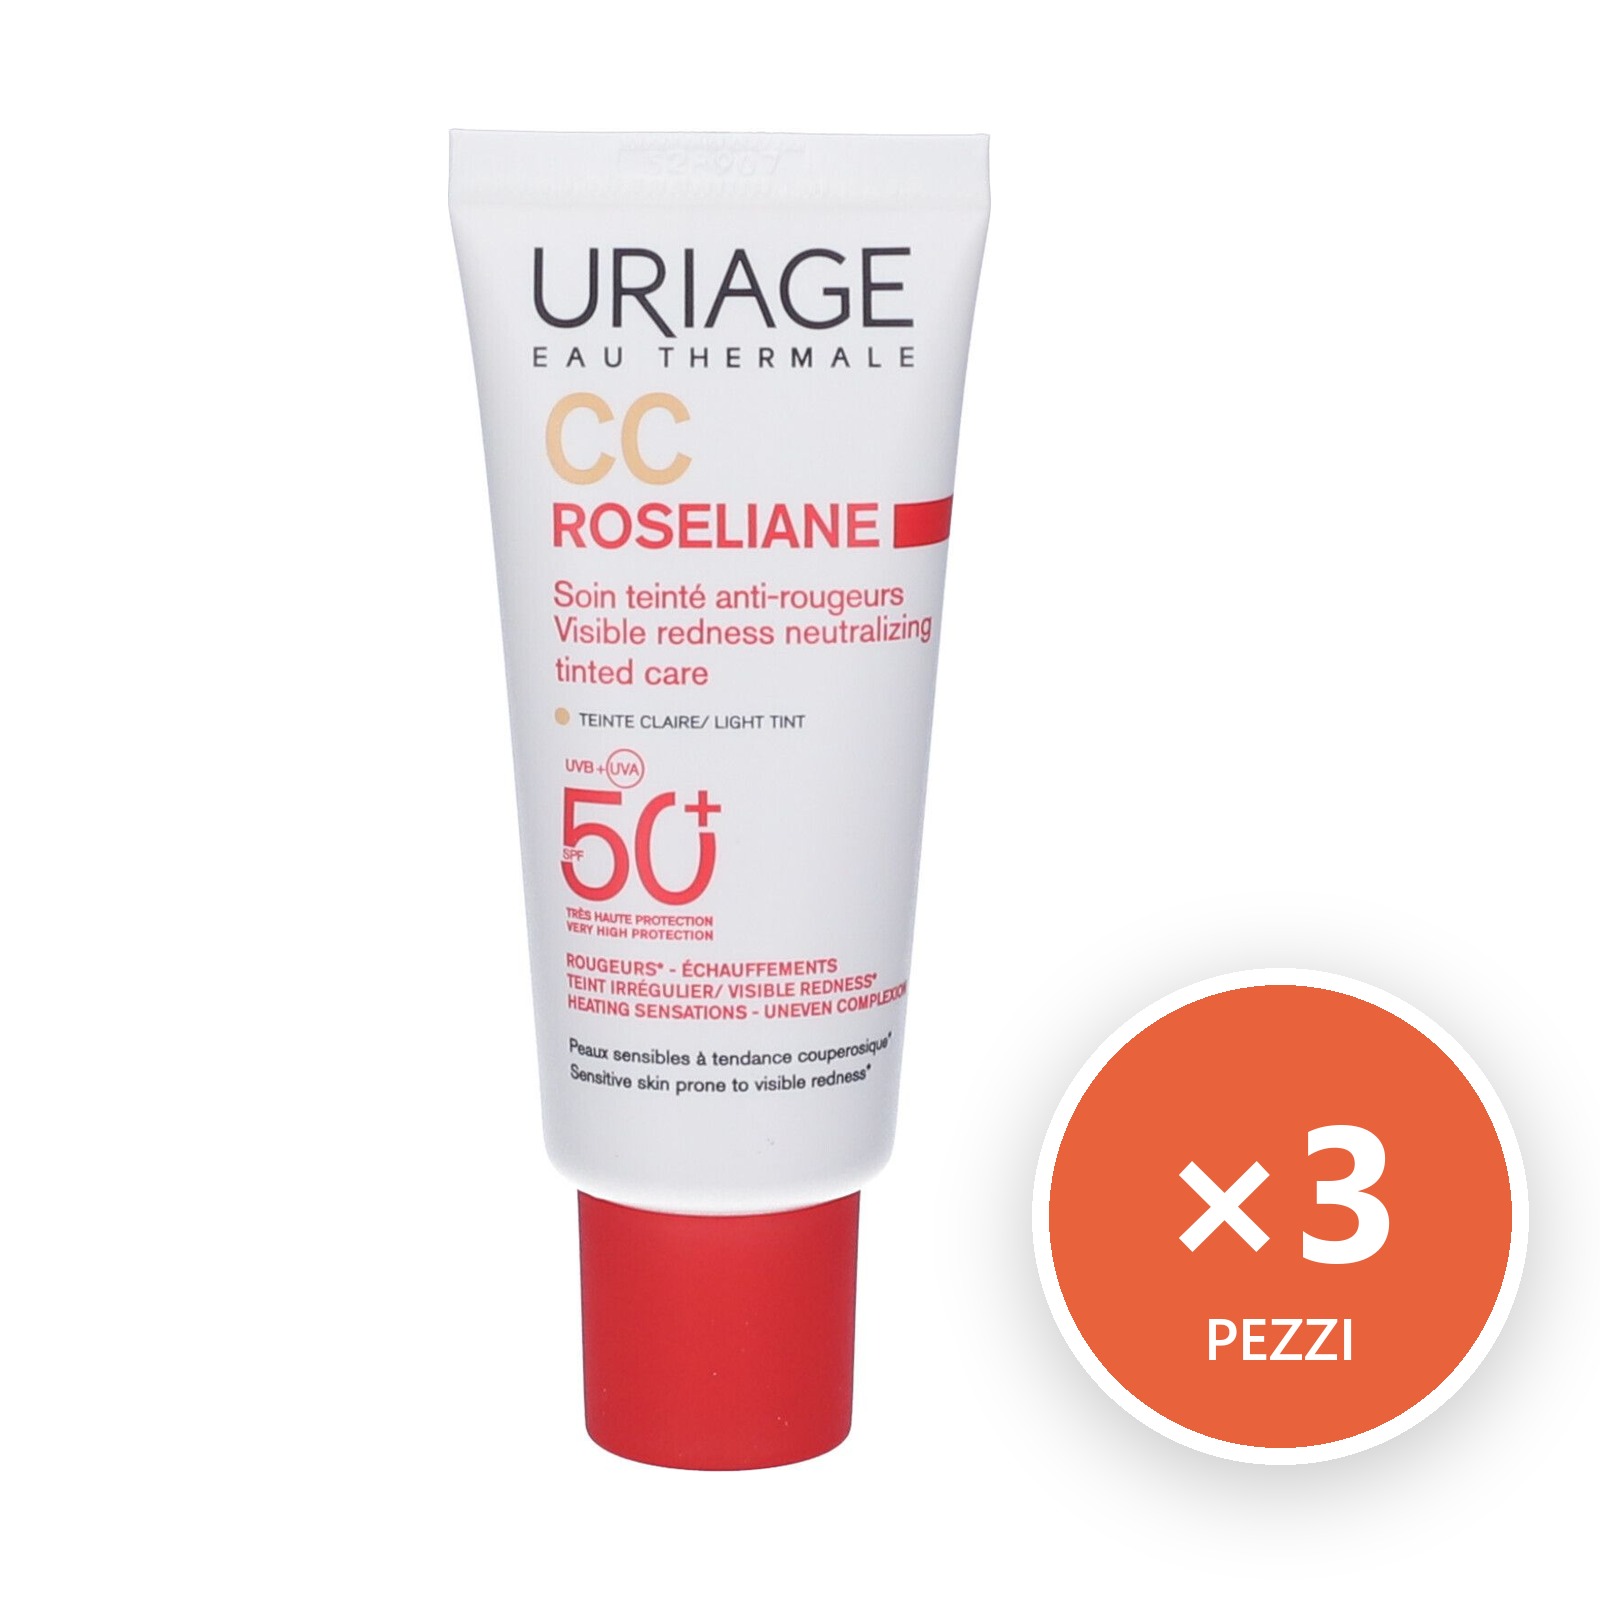 URIAGE
EAU THERMALE
CC
ROSELIANE
Soin teinté anti-rougeurs
Visible redness neutralizing
tinted care
TEINTE CLAIRE/ LIGHT TINT
UVB + UVA
50+
SPF
TRÈS HAUTE PROTECTION
VERY HIGH PROTECTION
ROUGEURS* - ÉCHAUFFEMENTS
TEINT IRRÉGULIER/ VISIBLE REDNESS*
HEATING SENSATIONS - UNEVEN COMPLEXION
Peaux sensibles à tendance couperosique*
Sensitive skin prone to visible redness*
×3
PEZZI